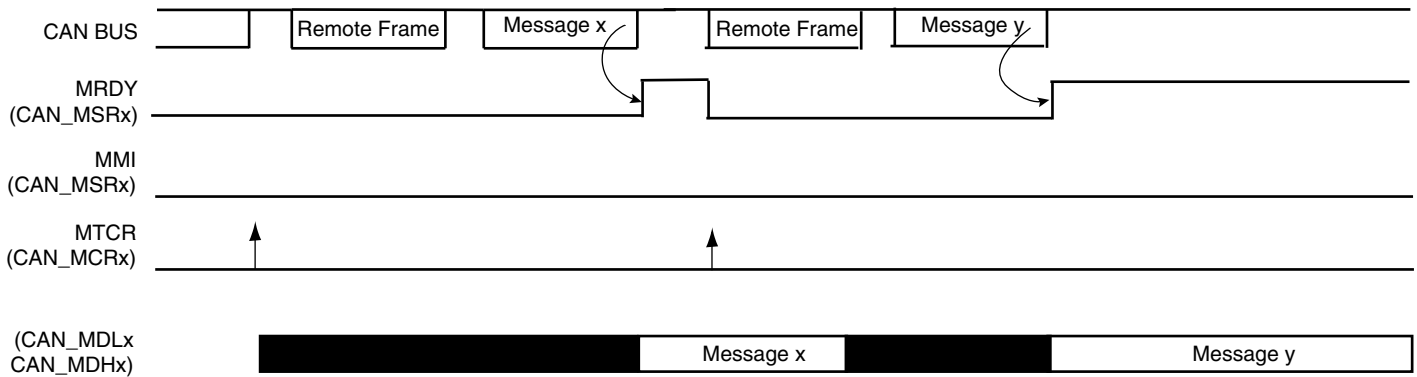 CAN BUS
Remote Frame
Message x
Remote Frame
Message y
MRDY
(CAN_MSRx)
MMI
(CAN_MSRx)
MTCR
(CAN_MCRx)
(CAN_MDLx
CAN_MDHx)
Message x
Message y